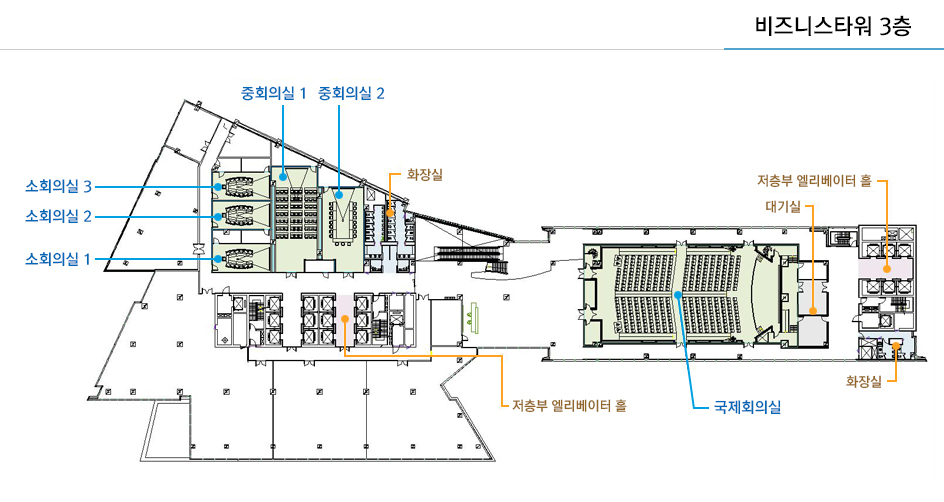 비즈니스타워 3층
중회의실 1 중회의실 2
화장실
저층부 엘리베이터 홀
소회의실 3
대기실
소회의실 2
소회의실 1
화장실
저층부 엘리베이터 홀
국제회의실